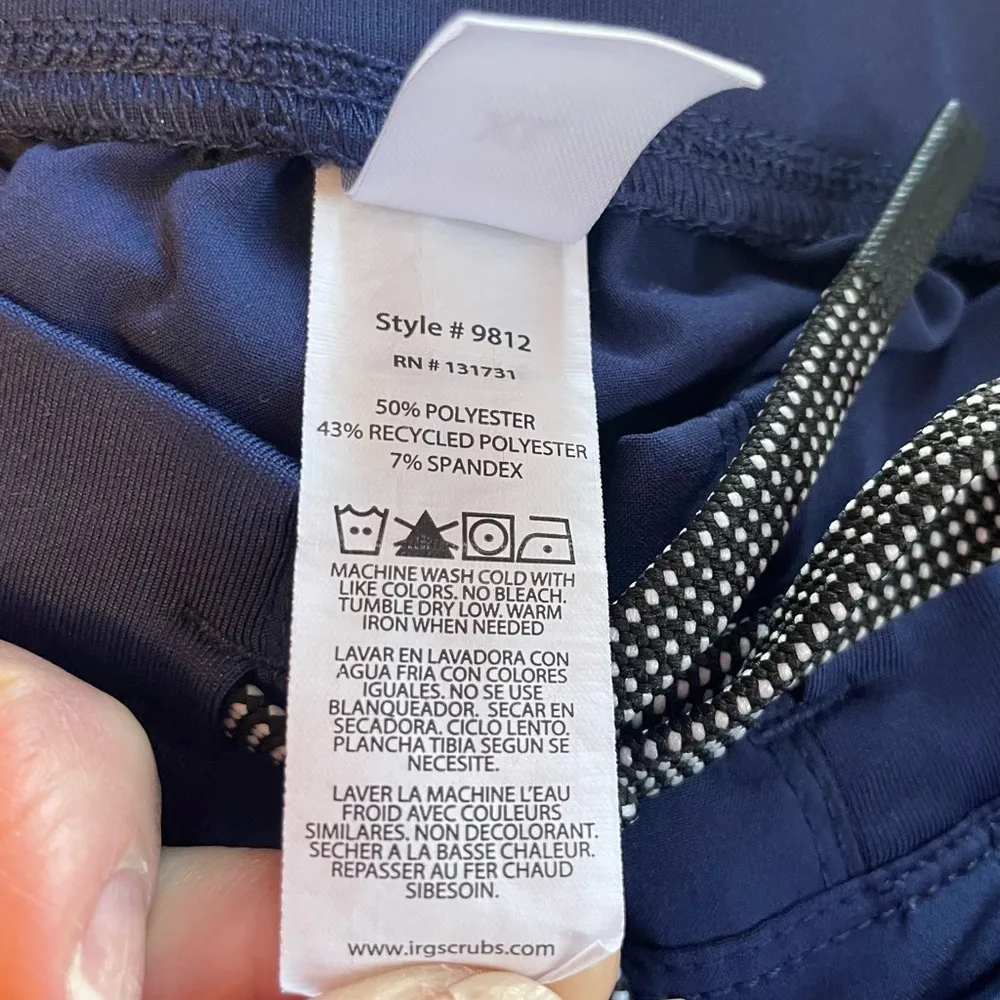 Style # 9812
RN # 131731
50% POLYESTER
43% RECYCLED POLYESTER
7% SPANDEX
MACHINE WASH COLD WITH
LIKE COLORS. NO BLEACH.
TUMBLE DRY LOW. WARM
IRON WHEN NEEDED
LAVAR EN LAVADORA CON
AGUA FRIA CON COLORES
IGUALES. NO SE USE
BLANQUEADOR. SECAR EN
SECADORA. CICLO LENTO.
PLANCHA TIBIA SEGUN SE
NECESITE.
LAVER LA MACHINE L'EAU
FROID AVEC COULEURS
SIMILARES. NON DECOLORANT.
SECHER A LA BASSE CHALEUR.
REPASSER AU FER CHAUD
SIBESOIN.
www.irgscrubs.com